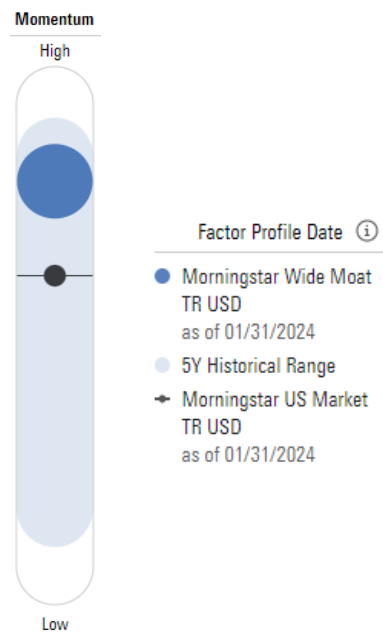 Momentum
High
Low
Factor Profile Date
Morningstar Wide Moat
TR USD
as of 01/31/2024
5Y Historical Range
Morningstar US Market
TR USD
as of 01/31/2024